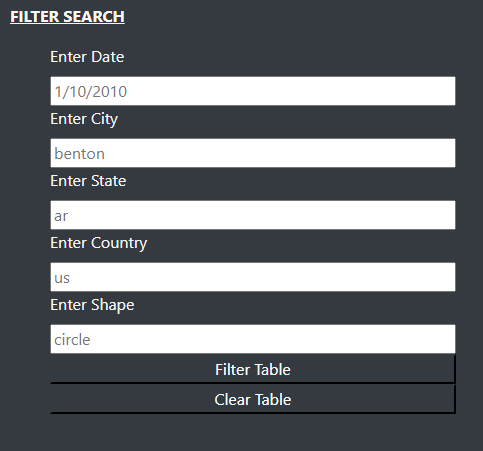 FILTER SEARCH
Enter Date
1/10/2010
Enter City
benton
Enter State
ar
Enter Country
us
Enter Shape
circle
Filter Table
Clear Table